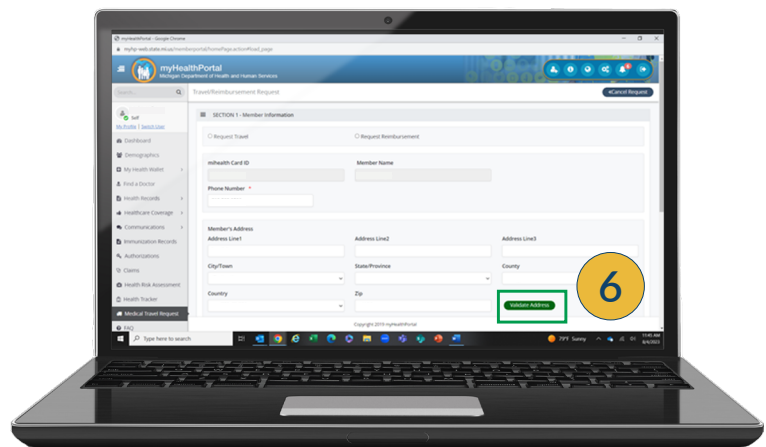 myHealthPortal - Google Chrome
myhp-web.state.mi.us/memberportal/homePage.action#load_page
myHealthPortal
Michigan Department of Health and Human Services
Search...
Travel/Reimbursement Request
Cancel Request
Self
My Profile | Switch User
Dashboard
Demographics
My Health Wallet
Find a Doctor
Health Records
Healthcare Coverage
Communications
Immunization Records
Authorizations
Claims
Health Risk Assessment
Health Tracker
Medical Travel Request
FAQ
SECTION 1 - Member Information
Request Travel
Request Reimbursement
mihealth Card ID
Member Name
Phone Number *
Member's Address
Address Line1
Address Line2
Address Line3
City/Town
State/Province
County
Country
Zip
Validate Address
6
Copyright 2019 myHealthPortal
Type here to search
79°F Sunny
11:45 AM
8/4/2023